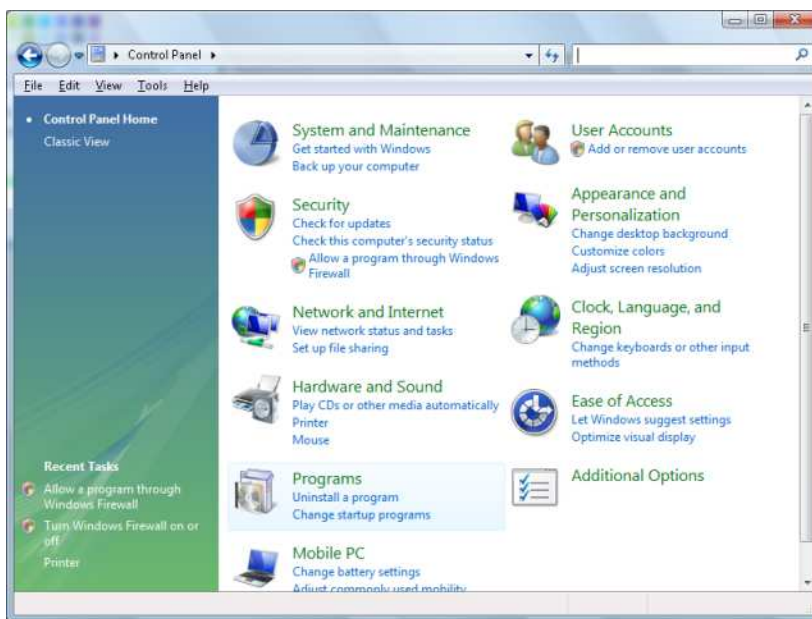 Control Panel
File Edit View Tools Help
Control Panel Home
Classic View
Recent Tasks
Allow a program through
Windows Firewall
Turn Windows Firewall on or
off
Printer
System and Maintenance
Get started with Windows
Back up your computer
Security
Check for updates
Check this computer's security status
Allow a program through Windows
Firewall
Network and Internet
View network status and tasks
Set up file sharing
Hardware and Sound
Play CDs or other media automatically
Printer
Mouse
Programs
Uninstall a program
Change startup programs
Mobile PC
Change battery settings
Adjust commonly used mobility
User Accounts
Add or remove user accounts
Appearance and
Personalization
Change desktop background
Customize colors
Adjust screen resolution
Clock, Language, and
Region
Change keyboards or other input
methods
Ease of Access
Let Windows suggest settings
Optimize visual display
Additional Options